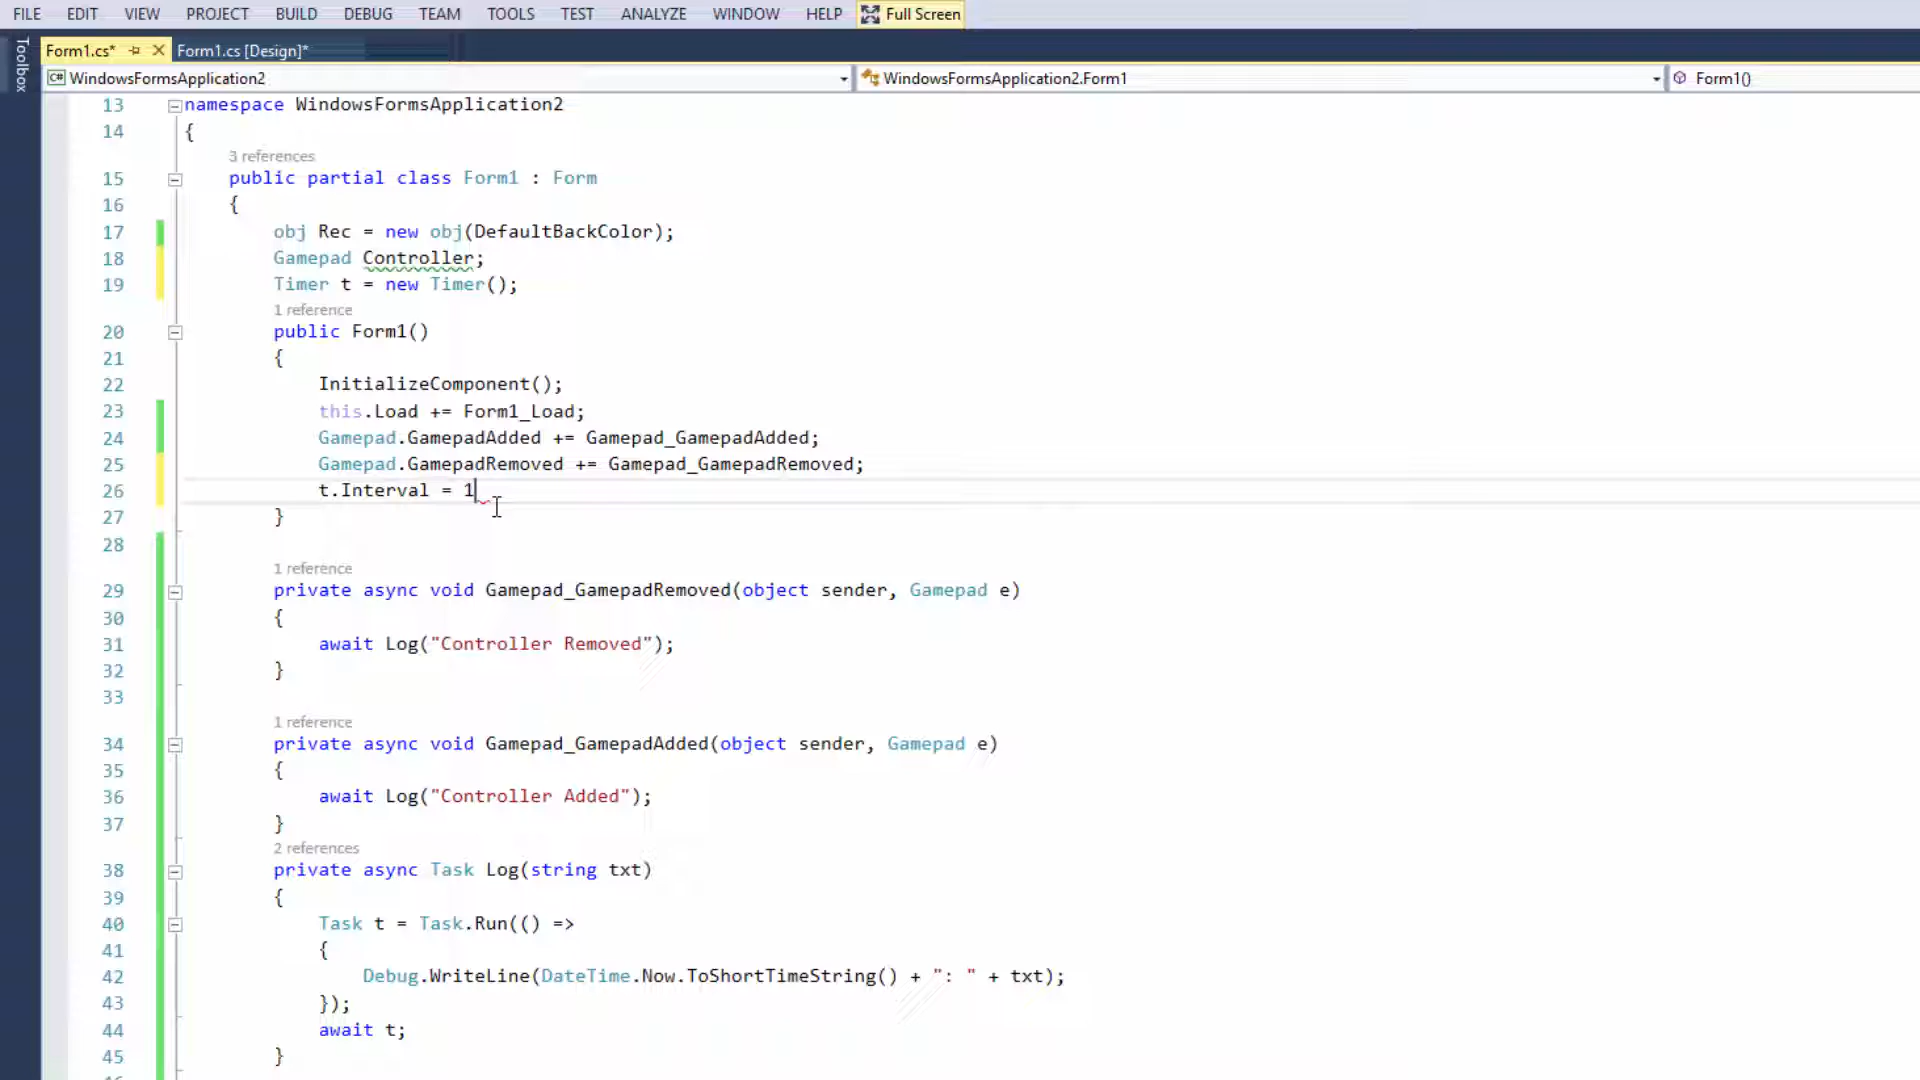 FILE EDIT VIEW PROJECT BUILD DEBUG TEAM TOOLS TEST ANALYZE WINDOW HELP Full Screen
Toolbox
Form1.cs* Form1.cs [Design]*
C# WindowsFormsApplication2 WindowsFormsApplication2.Form1 Form1()
13 namespace WindowsFormsApplication2
14 {
3 references
15 public partial class Form1 : Form
16 {
17 obj Rec = new obj(DefaultBackColor);
18 Gamepad Controller;
19 Timer t = new Timer();
1 reference
20 public Form1()
21 {
22 InitializeComponent();
23 this.Load += Form1_Load;
24 Gamepad.GamepadAdded += Gamepad_GamepadAdded;
25 Gamepad.GamepadRemoved += Gamepad_GamepadRemoved;
26 t.Interval = 1
27 }
28
1 reference
29 private async void Gamepad_GamepadRemoved(object sender, Gamepad e)
30 {
31 await Log("Controller Removed");
32 }
33
1 reference
34 private async void Gamepad_GamepadAdded(object sender, Gamepad e)
35 {
36 await Log("Controller Added");
37 }
2 references
38 private async Task Log(string txt)
39 {
40 Task t = Task.Run(() =>
41 {
42 Debug.WriteLine(DateTime.Now.ToShortTimeString() + ": " + txt);
43 });
44 await t;
45 }